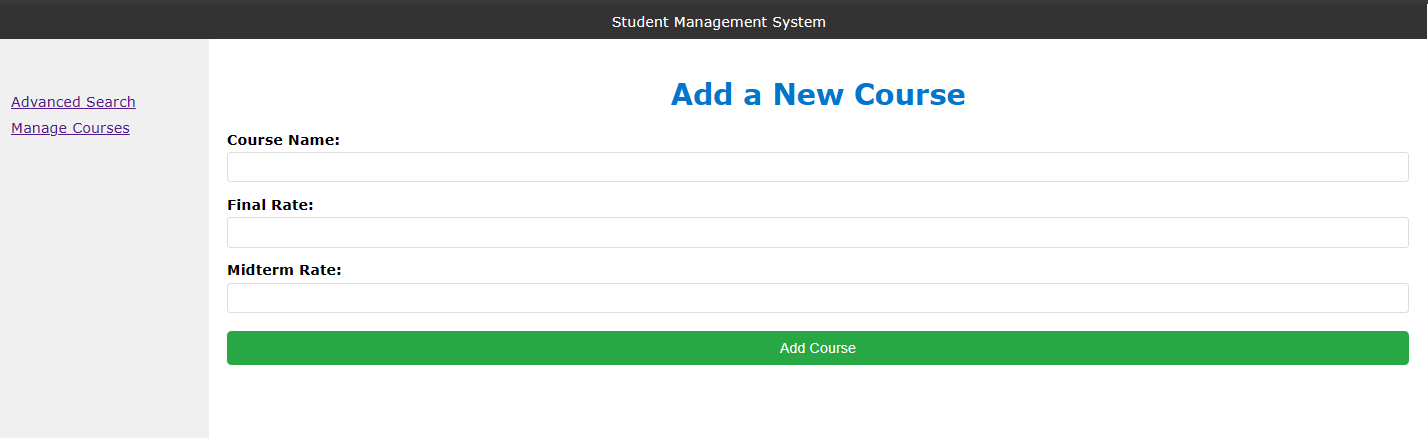 Student Management System
Advanced Search
Manage Courses
Add a New Course
Course Name:
Final Rate:
Midterm Rate:
Add Course